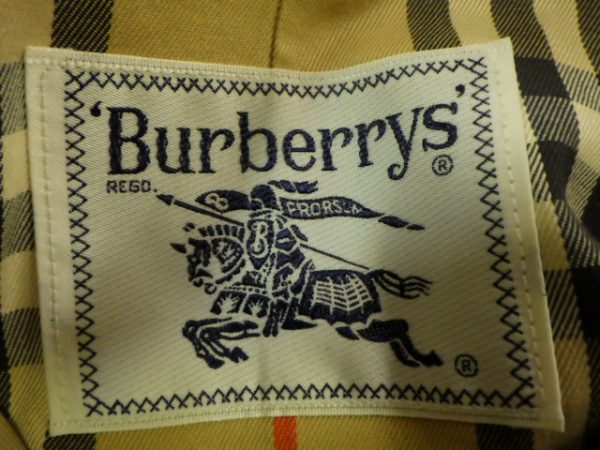 'Burberrys'
REGD. ®
PRORSUM
B
®